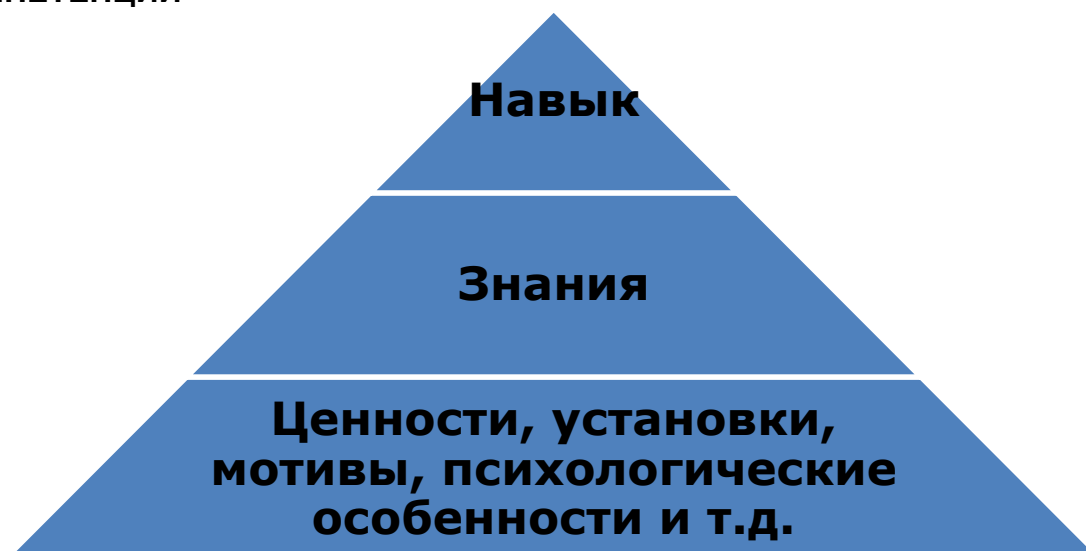 Навык
Знания
Ценности, установки,
мотивы, психологические
особенности и т.д.